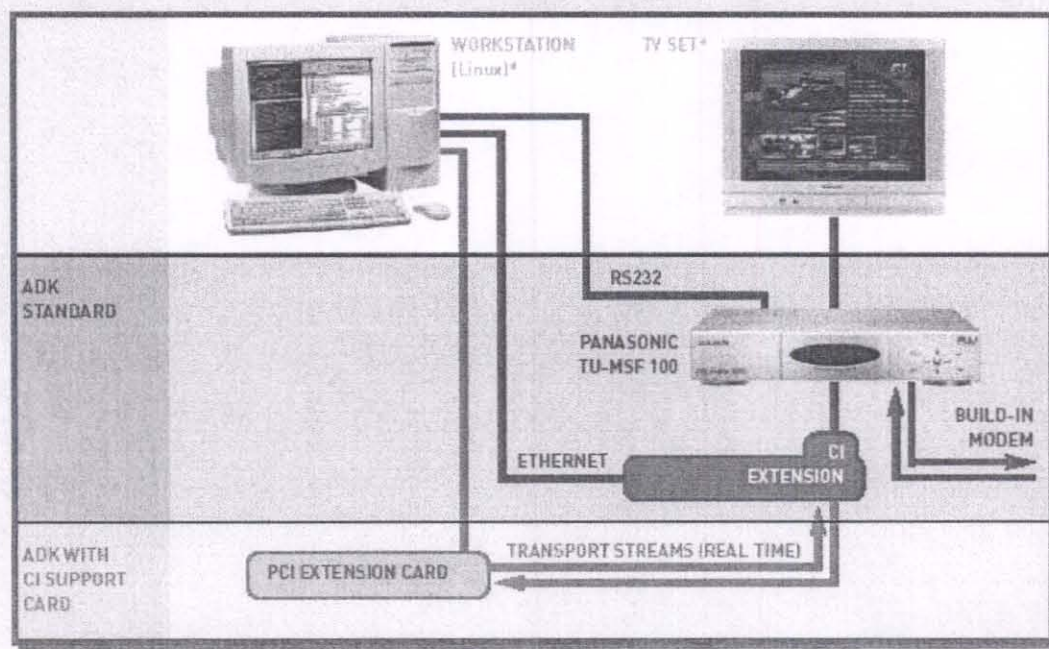 WORKSTATION
(Linux)*
TV SET*
ADK
STANDARD
RS232
PANASONIC
TU-MSF 100
BUILD-IN
MODEM
ETHERNET
CI
EXTENSION
ADK WITH
CI SUPPORT
CARD
PCI EXTENSION CARD
TRANSPORT STREAMS (REAL TIME)